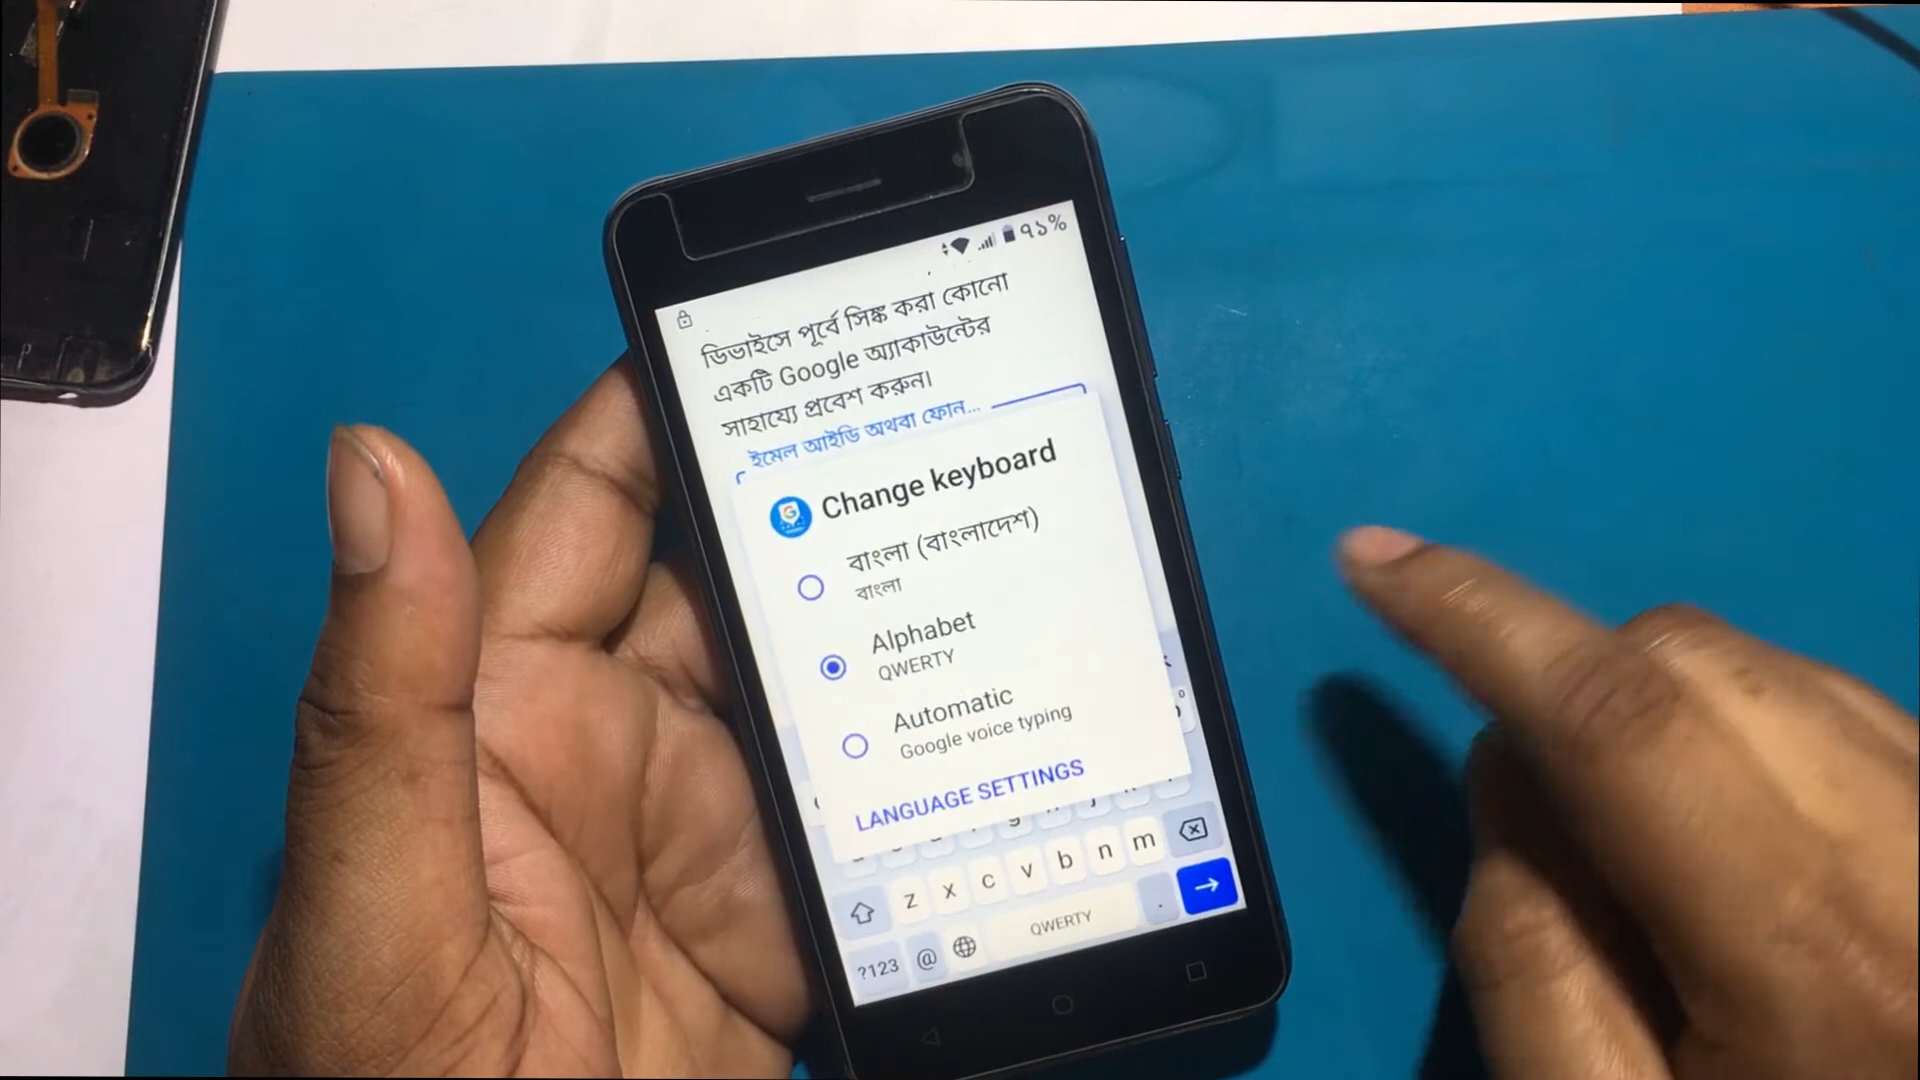 ৭১%
ডিভাইসে পূর্বে সিঙ্ক করা কোনো
একটি Google অ্যাকাউন্টের
সাহায্যে প্রবেশ করুন।
ইমেল আইডি অথবা ফোন...
Change keyboard
বাংলা (বাংলাদেশ)
বাংলা
Alphabet
QWERTY
Automatic
Google voice typing
LANGUAGE SETTINGS
z x c v b n m
?123 @ QWERTY .